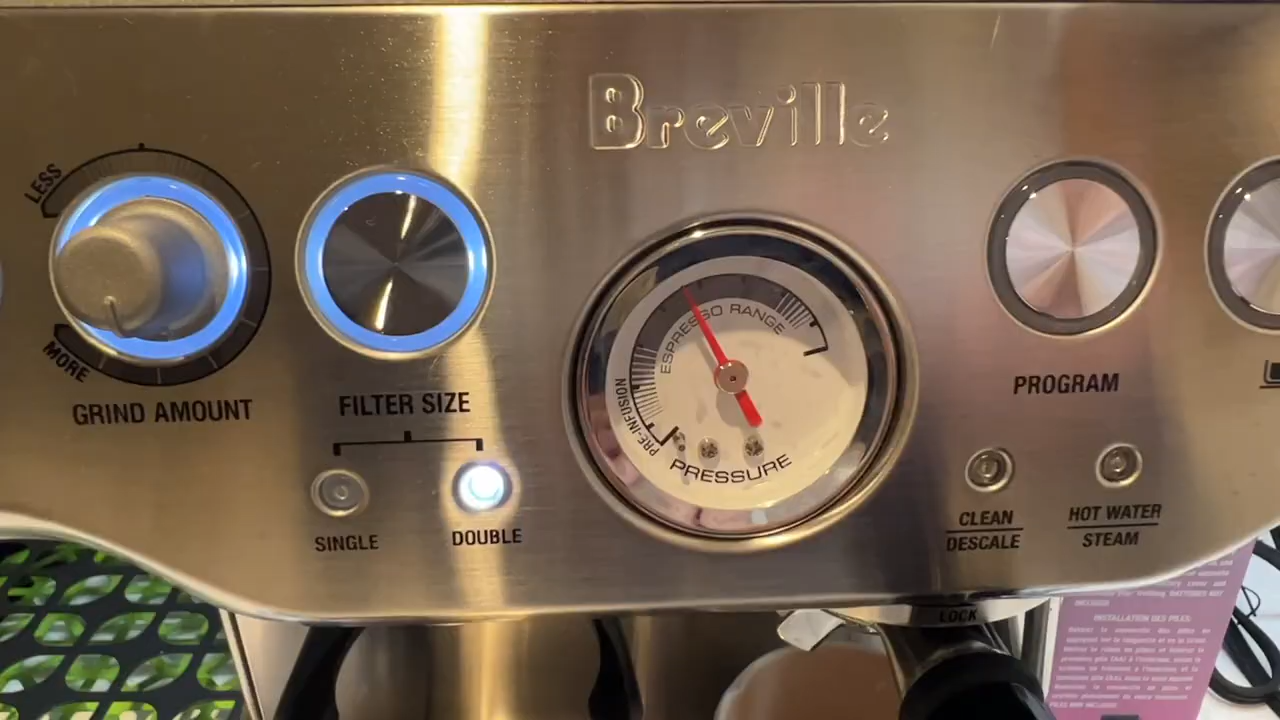 Breville
LESS
MORE
GRIND AMOUNT
FILTER SIZE
SINGLE
DOUBLE
ESPRESSO RANGE
PRE-INFUSION
PRESSURE
PROGRAM
CLEAN
DESCALE
HOT WATER
STEAM
LOCK
INSTALLATION DES PILES: